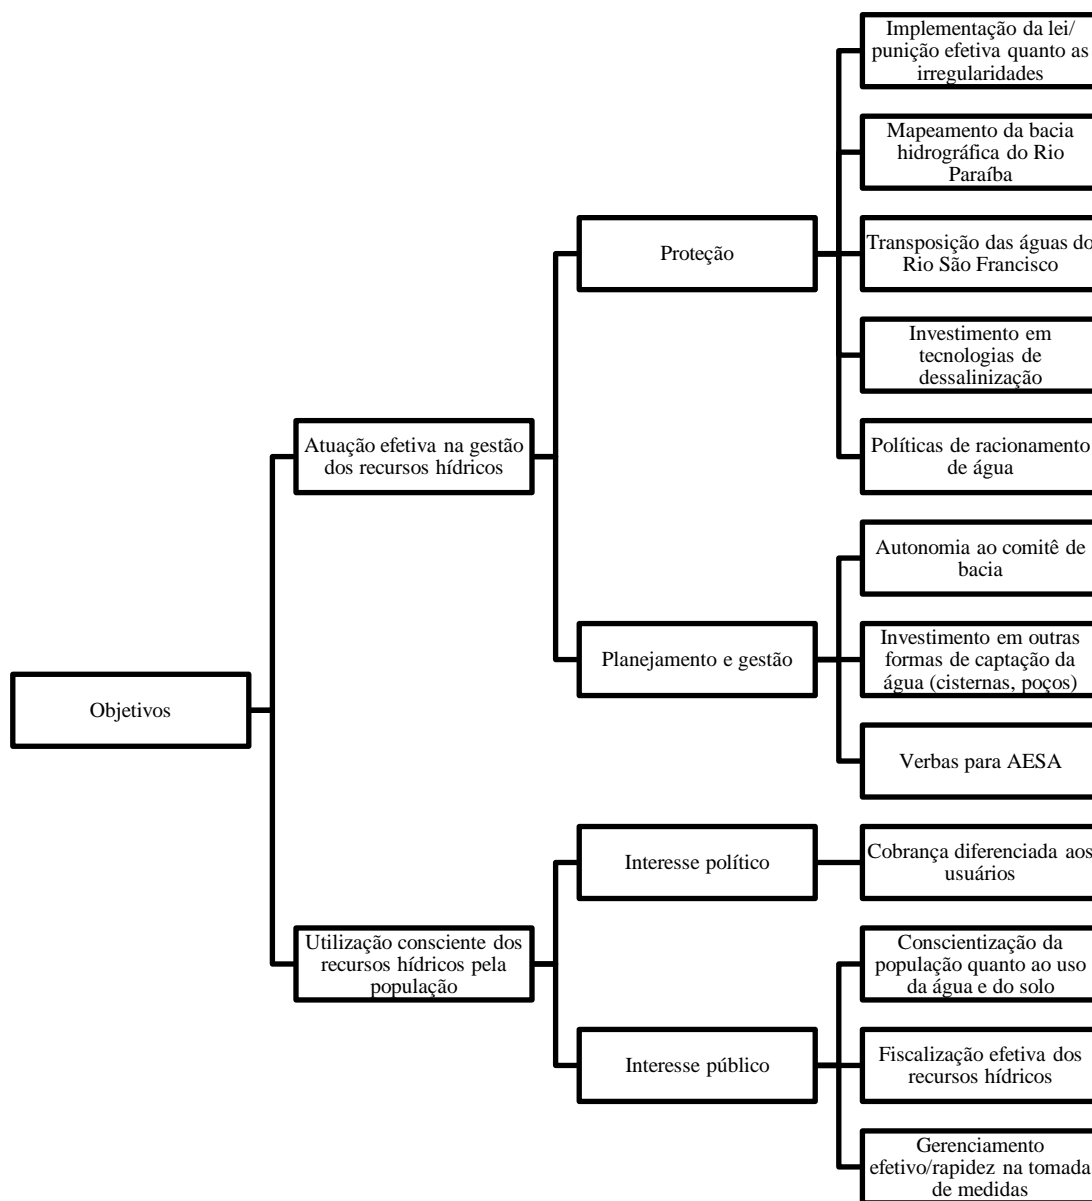 Implementação da lei/
punição efetiva quanto as
irregularidades
Mapeamento da bacia
hidrográfica do Rio
Paraíba
Proteção
Transposição das águas do
Rio São Francisco
Investimento em
tecnologias de
dessalinização
Atuação efetiva na gestão
dos recursos hídricos
Políticas de racionamento
de água
Autonomia ao comitê de
bacia
Planejamento e gestão
Investimento em outras
formas de captação da
água (cisternas, poços)
Objetivos
Verbas para AESA
Interesse político
Cobrança diferenciada aos
usuários
Utilização consciente dos
recursos hídricos pela
população
Conscientização da
população quanto ao uso
da água e do solo
Interesse público
Fiscalização efetiva dos
recursos hídricos
Gerenciamento
efetivo/rapidez na tomada
de medidas